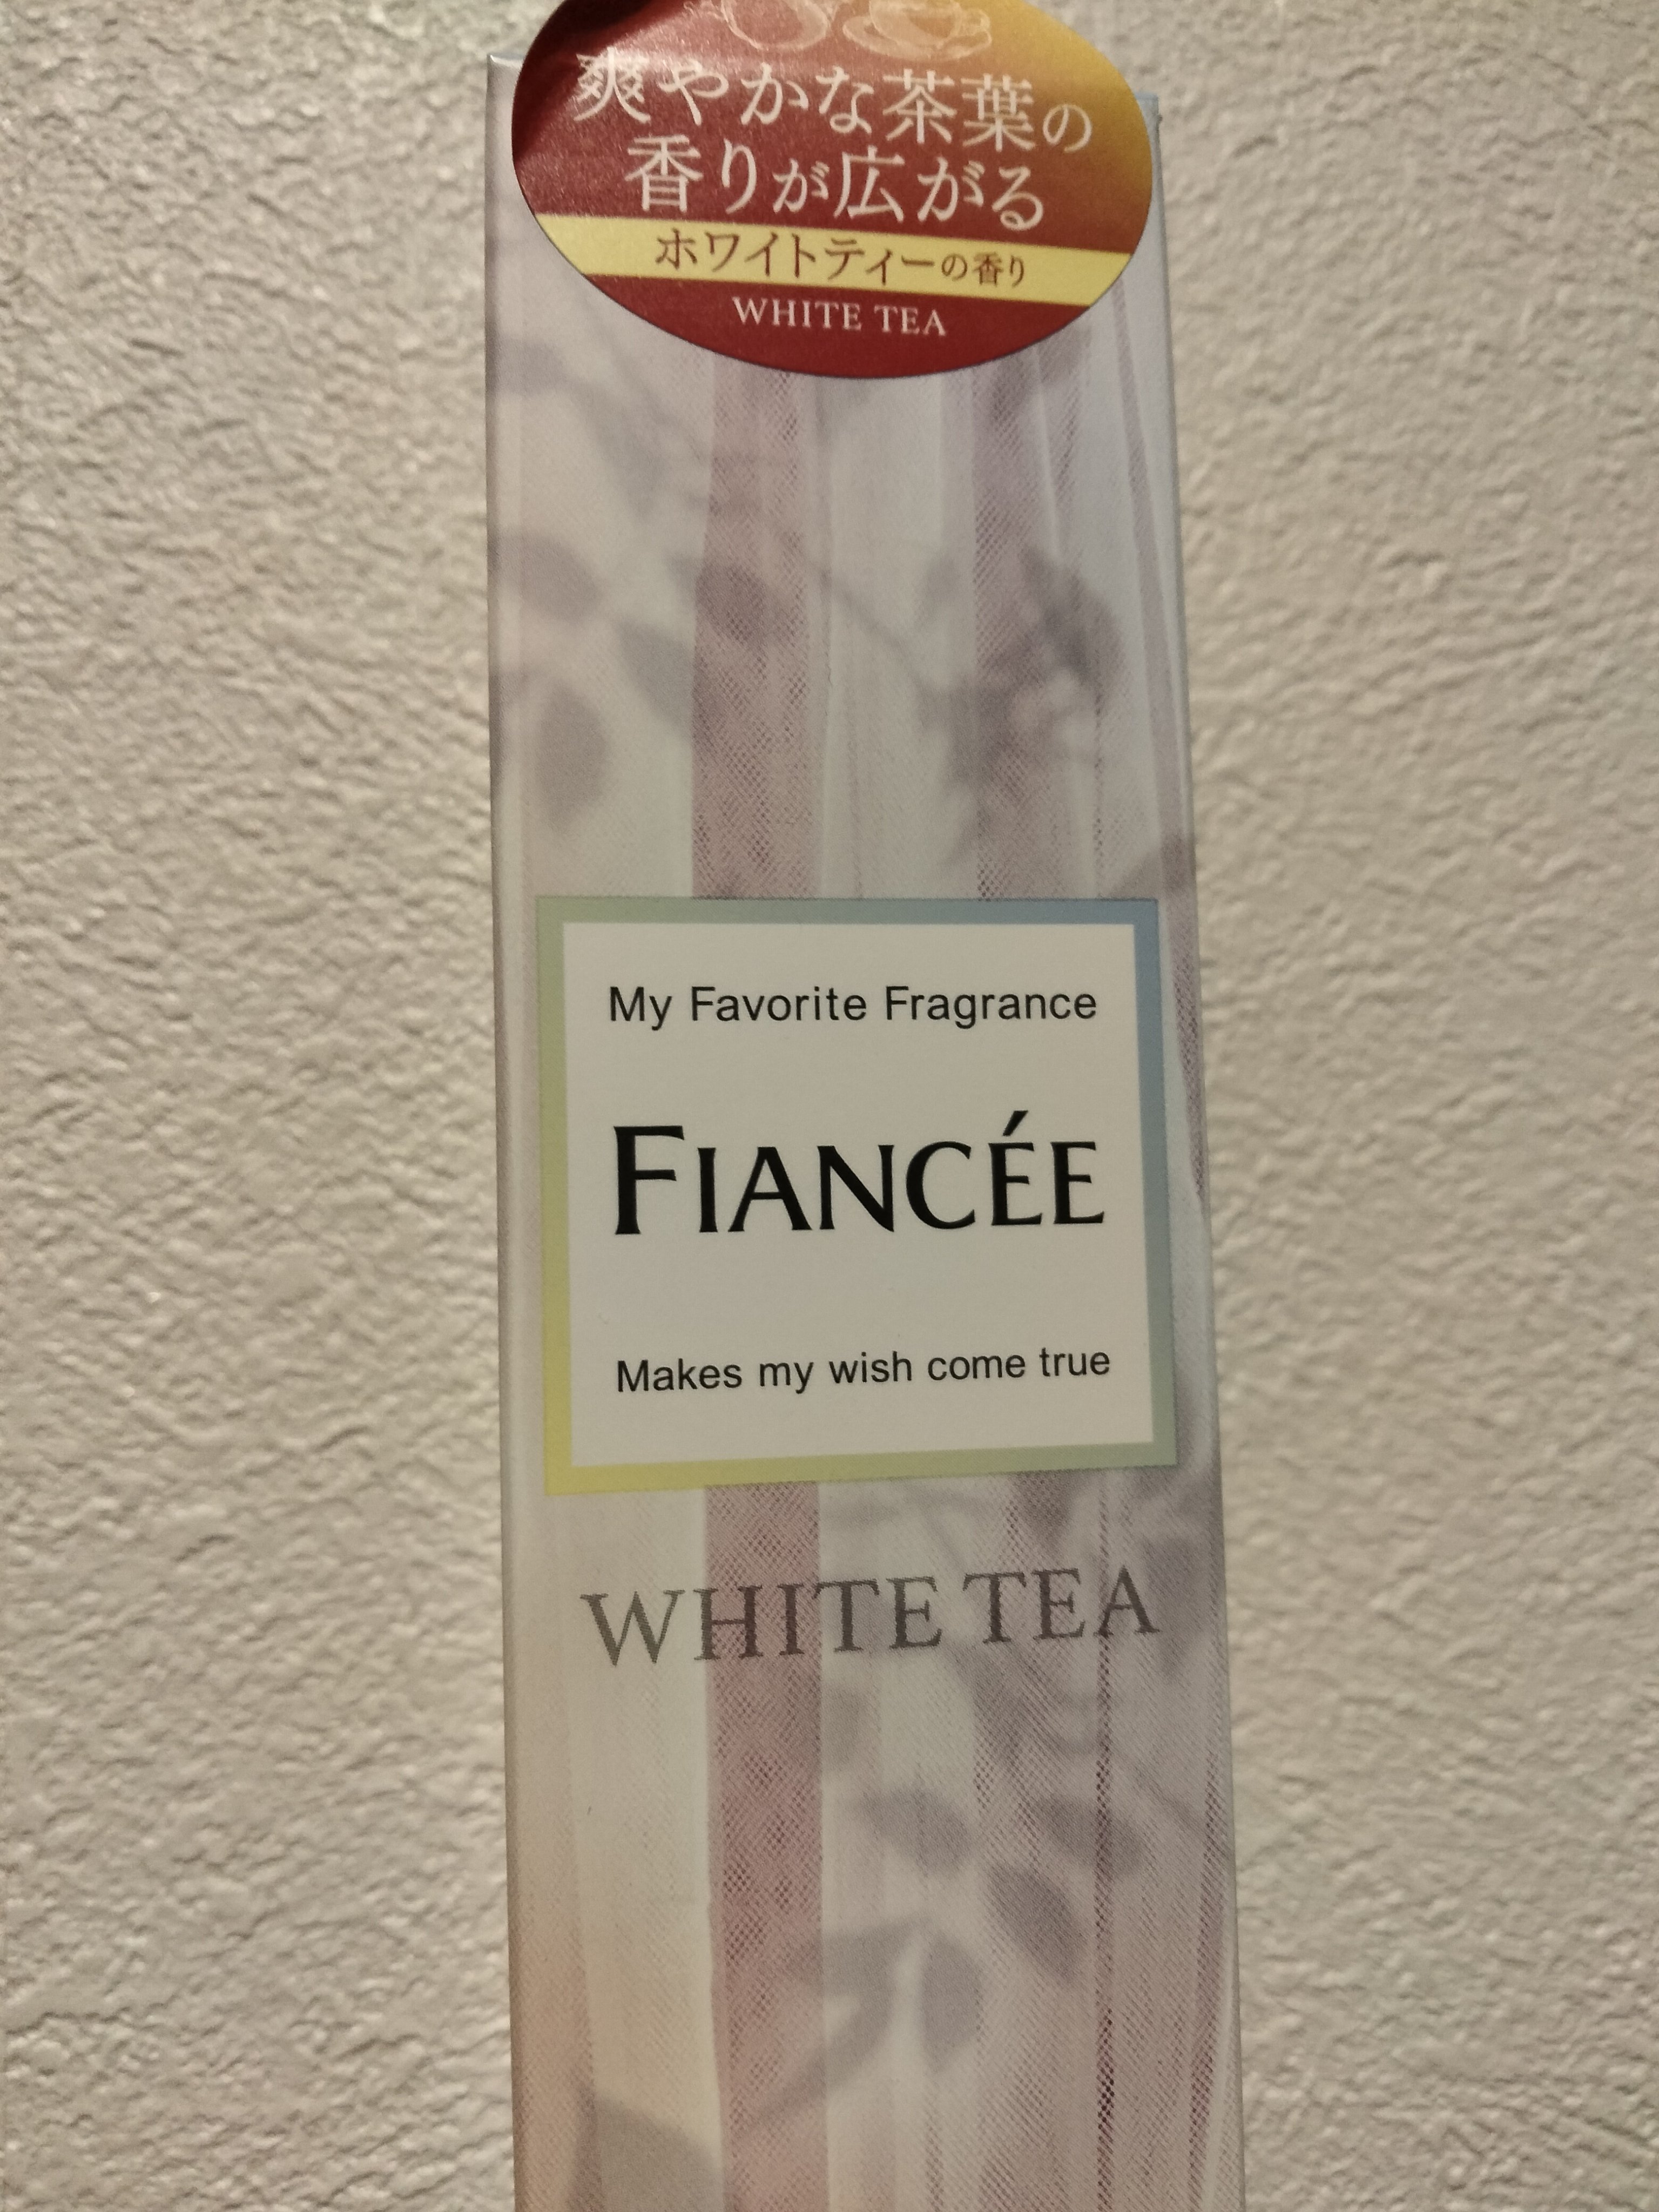 爽やかな茶葉の
香りが広がる
ホワイトティーの香り
WHITE TEA
My Favorite Fragrance
FIANCÉE
Makes my wish come true
WHITE TEA